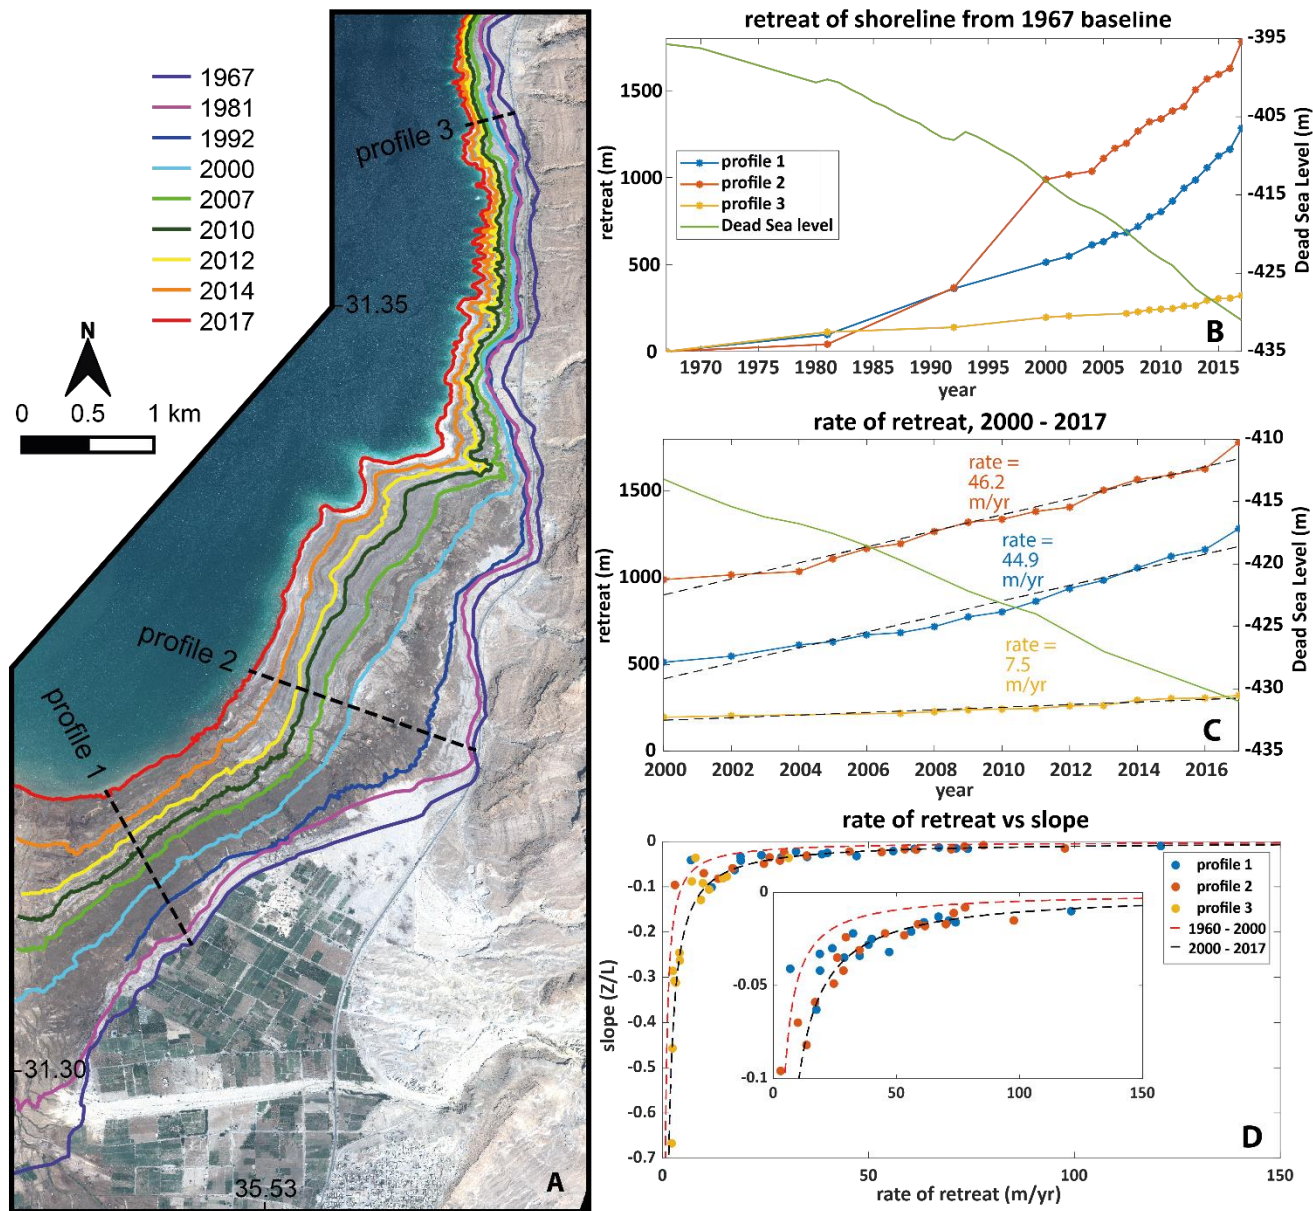 1967
1981
1992
2000
2007
2010
2012
2014
2017
N
0 0.5 1 km
profile 3
31.35
profile 2
profile 1
31.30
35.53
A
retreat of shoreline from 1967 baseline
retreat (m)
1500
1000
500
0
profile 1
profile 2
profile 3
Dead Sea level
-395
-405
-415
-425
-435
Dead Sea Level (m)
B
1970 1975 1980 1985 1990 1995 2000 2005 2010 2015
year
rate of retreat, 2000 - 2017
retreat (m)
1500
1000
500
0
rate =
46.2
m/yr
rate =
44.9
m/yr
rate =
7.5
m/yr
-410
-415
-420
-425
-430
-435
Dead Sea Level (m)
C
2000 2002 2004 2006 2008 2010 2012 2014 2016
year
rate of retreat vs slope
slope (Z/L)
0
-0.1
-0.2
-0.3
-0.4
-0.5
-0.6
-0.7
profile 1
profile 2
profile 3
1960 - 2000
2000 - 2017
0
-0.05
-0.1
0 50 100 150
D
0 50 100 150
rate of retreat (m/yr)